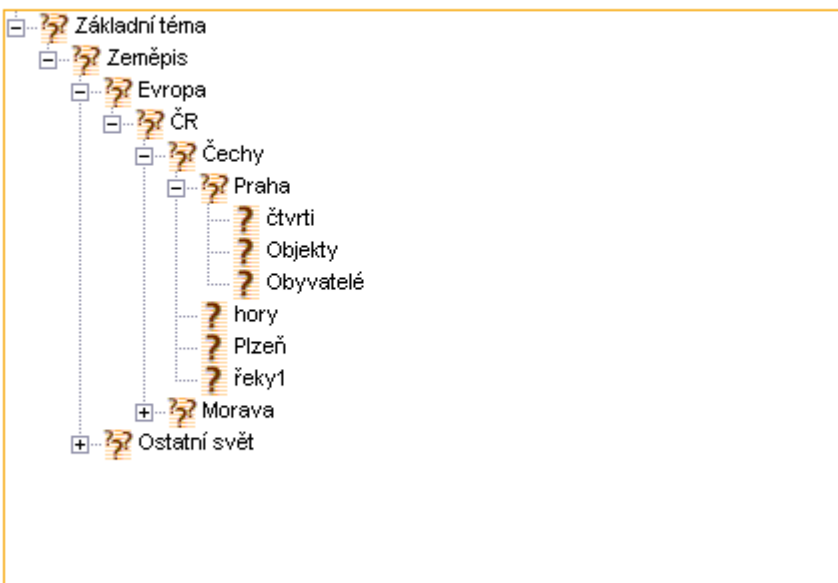 Základní téma
Zeměpis
Evropa
ČR
Čechy
Praha
čtvrti
Objekty
Obyvatelé
hory
Plzeň
řeky1
Morava
Ostatní svět